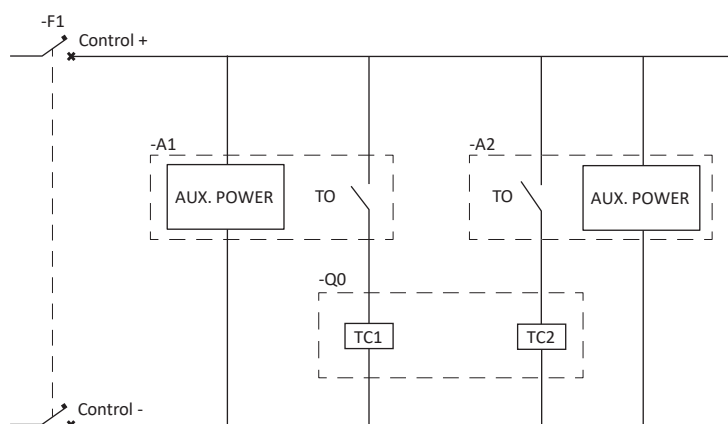 -F1
Control +
-A1
-A2
AUX. POWER
TO
TO
AUX. POWER
-Q0
TC1
TC2
Control -